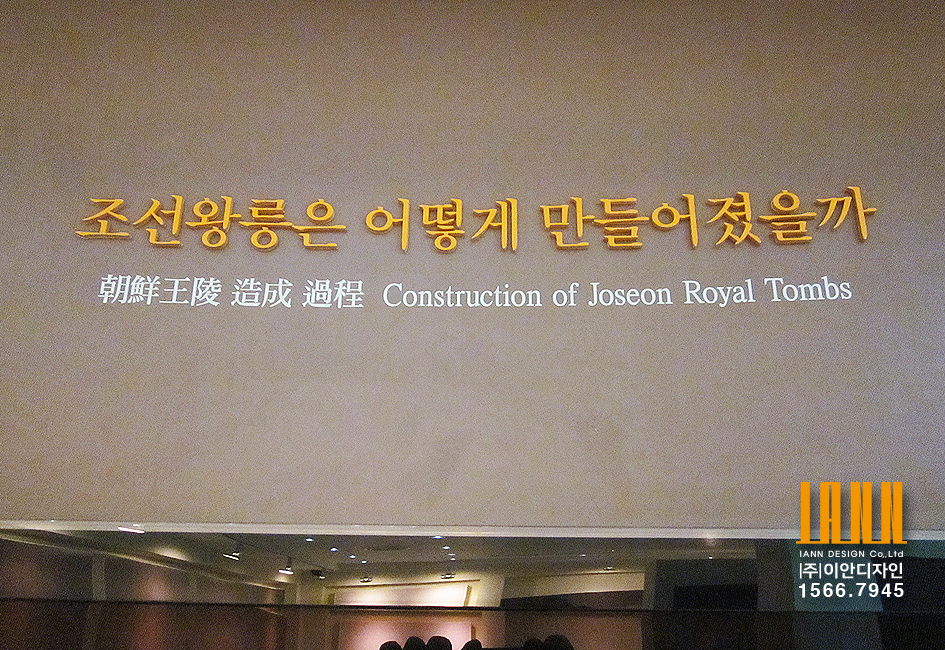 조선왕릉은 어떻게 만들어졌을까
朝鮮王陵 造成 過程 Construction of Joseon Royal Tombs
IANN
IANN DESIGN Co,.Ltd
(주)이안디자인
1566.7945